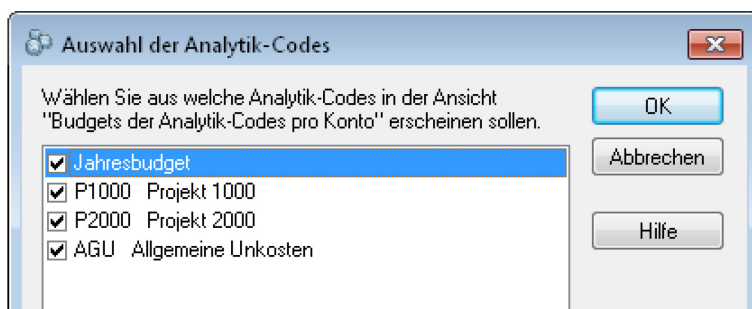 Auswahl der Analytik-Codes
Wählen Sie aus welche Analytik-Codes in der Ansicht
"Budgets der Analytik-Codes pro Konto" erscheinen sollen.
OK
Abbrechen
Hilfe
Jahresbudget
P1000 Projekt 1000
P2000 Projekt 2000
AGU Allgemeine Unkosten